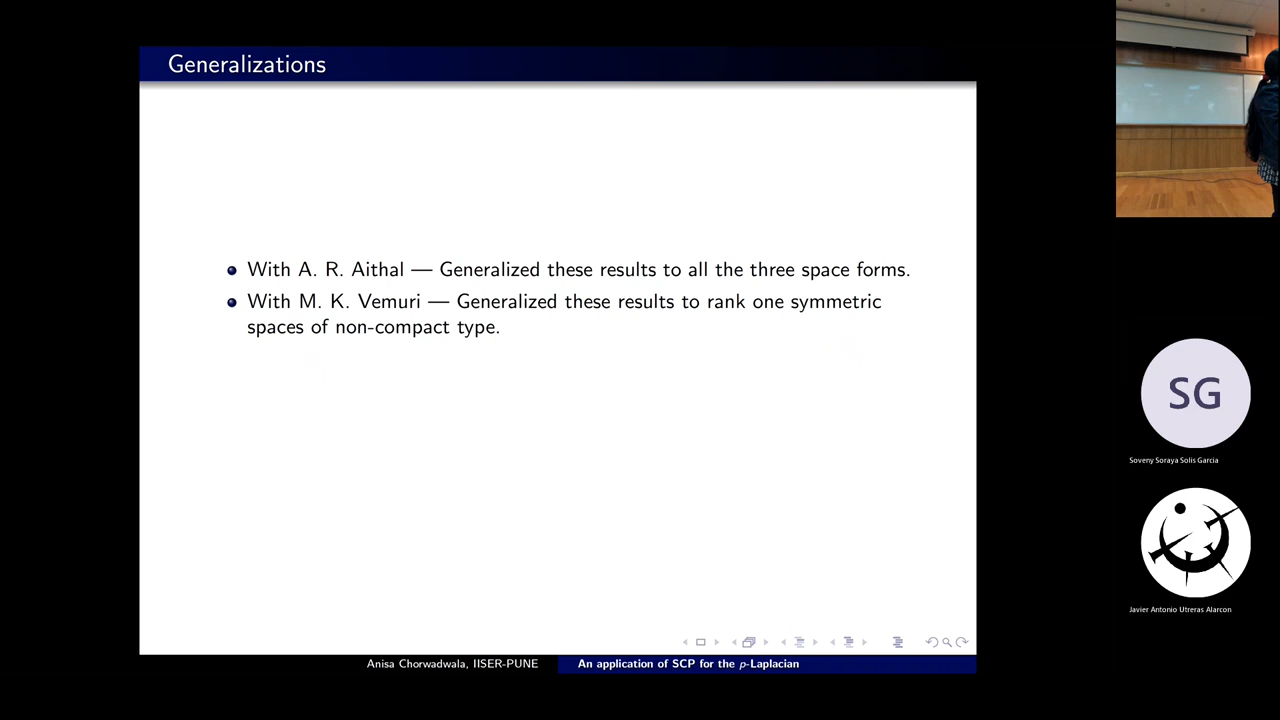 Generalizations
With A. R. Aithal — Generalized these results to all the three space forms.
With M. K. Vemuri — Generalized these results to rank one symmetric
spaces of non-compact type.
Anisa Chorwadwala, IISER-PUNE
An application of SCP for the p-Laplacian
SG
Soveny Soraya Solis Garcia
Javier Antonio Utreras Alarcon